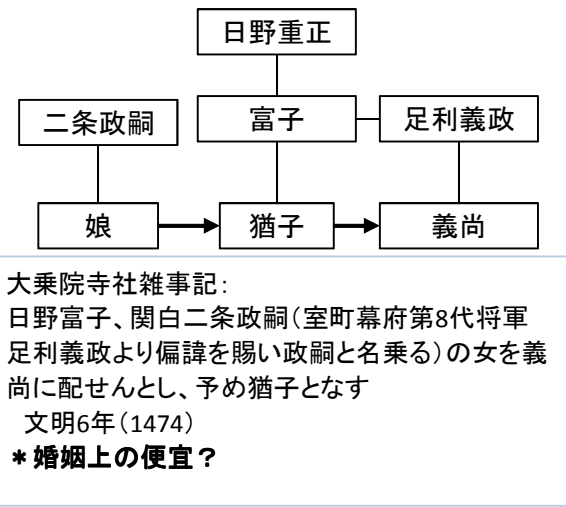 日野重正
二条政嗣
富子
足利義政
娘
猶子
義尚
大乗院寺社雑事記:
日野富子、関白二条政嗣(室町幕府第8代将軍
足利義政より偏諱を賜い政嗣と名乗る)の女を義
尚に配せんとし、予め猶子となす
文明6年(1474)
*婚姻上の便宜?